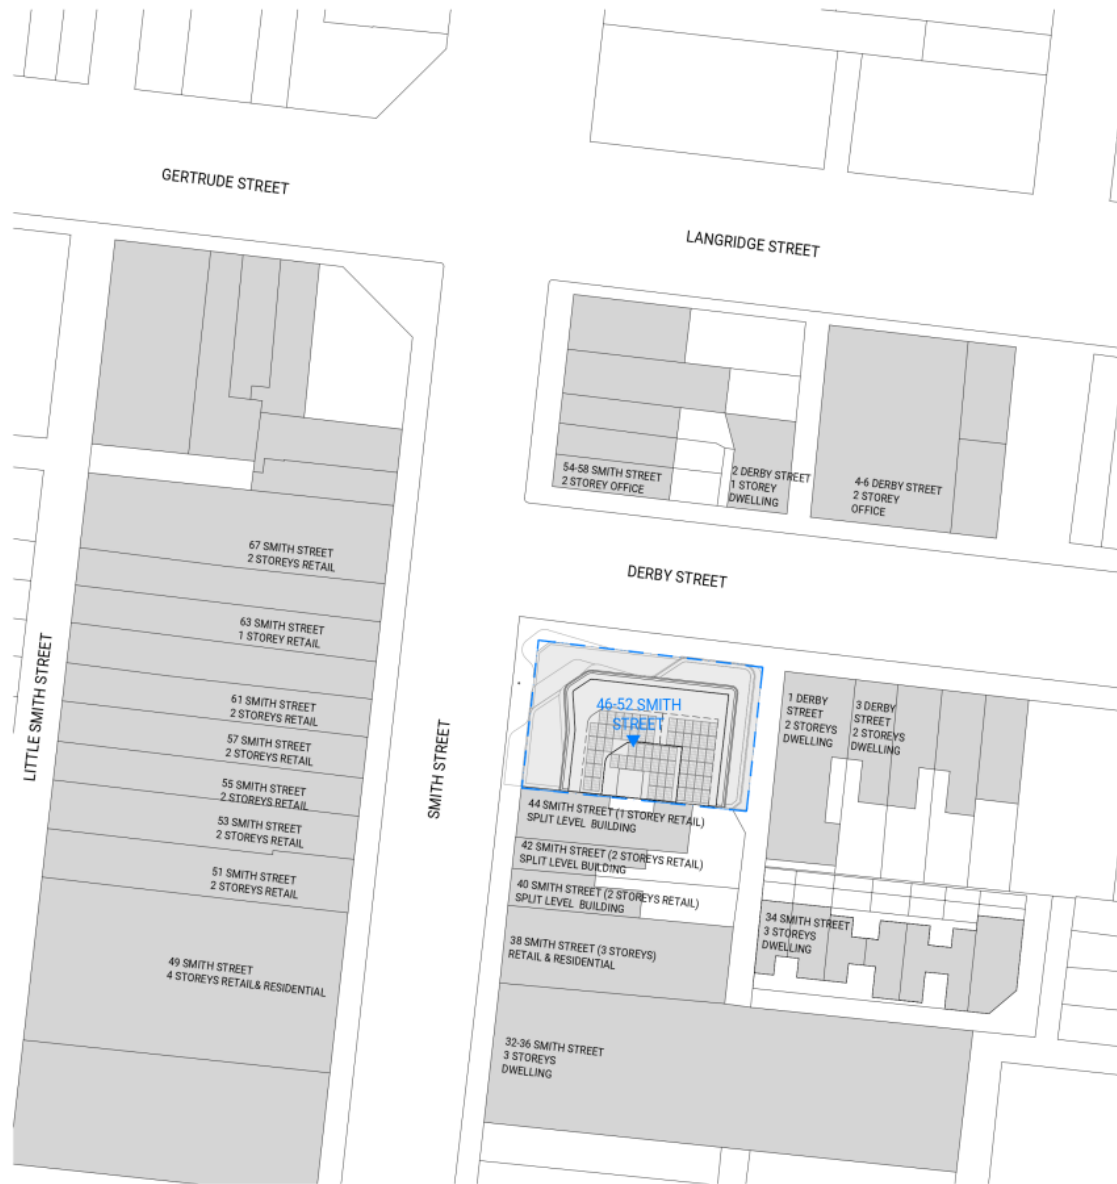 GERTRUDE STREET
LANGRIDGE STREET
54-58 SMITH STREET
2 STOREY OFFICE
2 DERBY STREET
1 STOREY
DWELLING
4-6 DERBY STREET
2 STOREY
OFFICE
67 SMITH STREET
2 STOREYS RETAIL
DERBY STREET
63 SMITH STREET
1 STOREY RETAIL
LITTLE SMITH STREET
61 SMITH STREET
2 STOREYS RETAIL
57 SMITH STREET
2 STOREYS RETAIL
55 SMITH STREET
2 STOREYS RETAIL
53 SMITH STREET
2 STOREYS RETAIL
51 SMITH STREET
2 STOREYS RETAIL
49 SMITH STREET
4 STOREYS RETAIL& RESIDENTIAL
SMITH STREET
46-52 SMITH
STREET
1 DERBY
STREET
2 STOREYS
DWELLING
3 DERBY
STREET
2 STOREYS
DWELLING
44 SMITH STREET (1 STOREY RETAIL)
SPLIT LEVEL BUILDING
42 SMITH STREET (2 STOREYS RETAIL)
SPLIT LEVEL BUILDING
40 SMITH STREET (2 STOREYS RETAIL)
SPLIT LEVEL BUILDING
38 SMITH STREET (3 STOREYS)
RETAIL & RESIDENTIAL
34 SMITH STREET
3 STOREYS
DWELLING
32-36 SMITH STREET
3 STOREYS
DWELLING